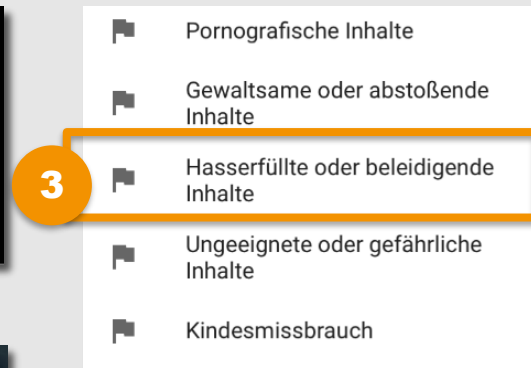 Pornografische Inhalte
Gewaltsame oder abstoßende
Inhalte
3
Hasserfüllte oder beleidigende
Inhalte
Ungeeignete oder gefährliche
Inhalte
Kindesmissbrauch